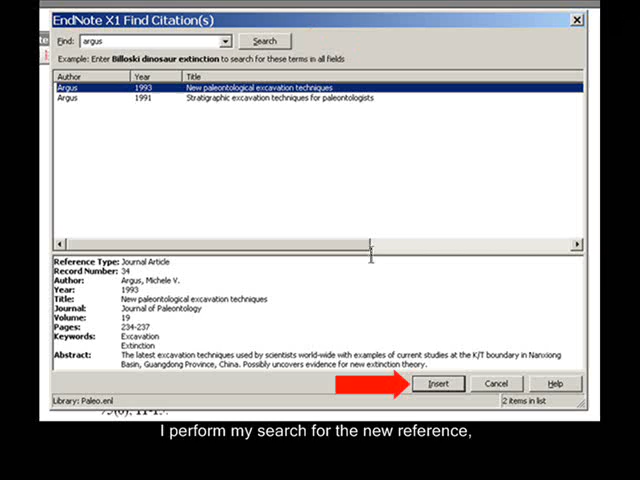 EndNote X1 Find Citation(s)
Find: argus Search
Example: Enter Billoski dinosaur extinction to search for these terms in all fields
Author Year Title
Argus 1993 New paleontological excavation techniques
Argus 1991 Stratigraphic excavation techniques for paleontologists
Reference Type: Journal Article
Record Number: 34
Author: Argus, Michele V.
Year: 1993
Title: New paleontological excavation techniques
Journal: Journal of Paleontology
Volume: 19
Pages: 234-237
Keywords: Excavation
Extinction
Abstract: The latest excavation techniques used by scientists world-wide with examples of current studies at the K/T boundary in Nanxiong
Basin, Guangdong Province, China. Possibly uncovers evidence for new extinction theory.
Insert Cancel Help
Library: Paleo.enl 2 items in list
I perform my search for the new reference,